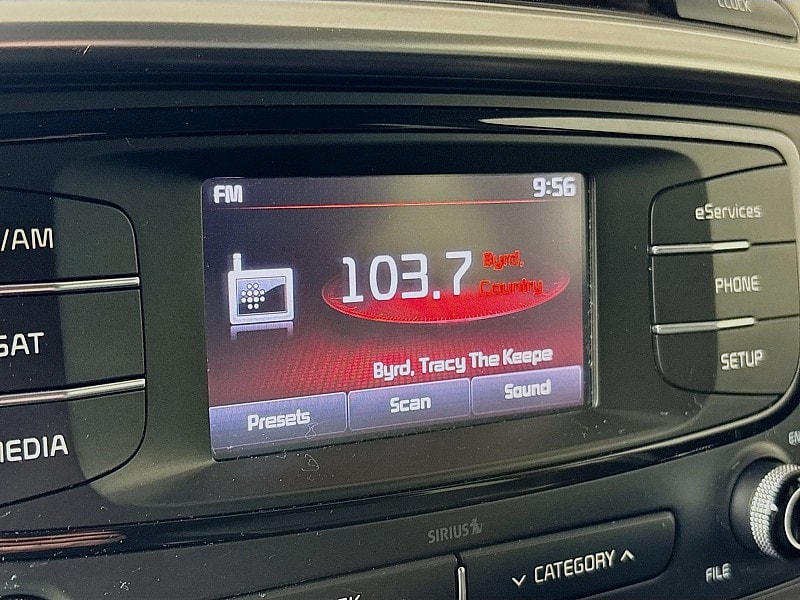 CLOCK
FM 9:56
/AM
eServices
103.7 Byrd,
Country
PHONE
SAT
Byrd, Tracy The Keepe
SETUP
Presets Scan Sound
MEDIA
SIRIUS
CATEGORY
FILE